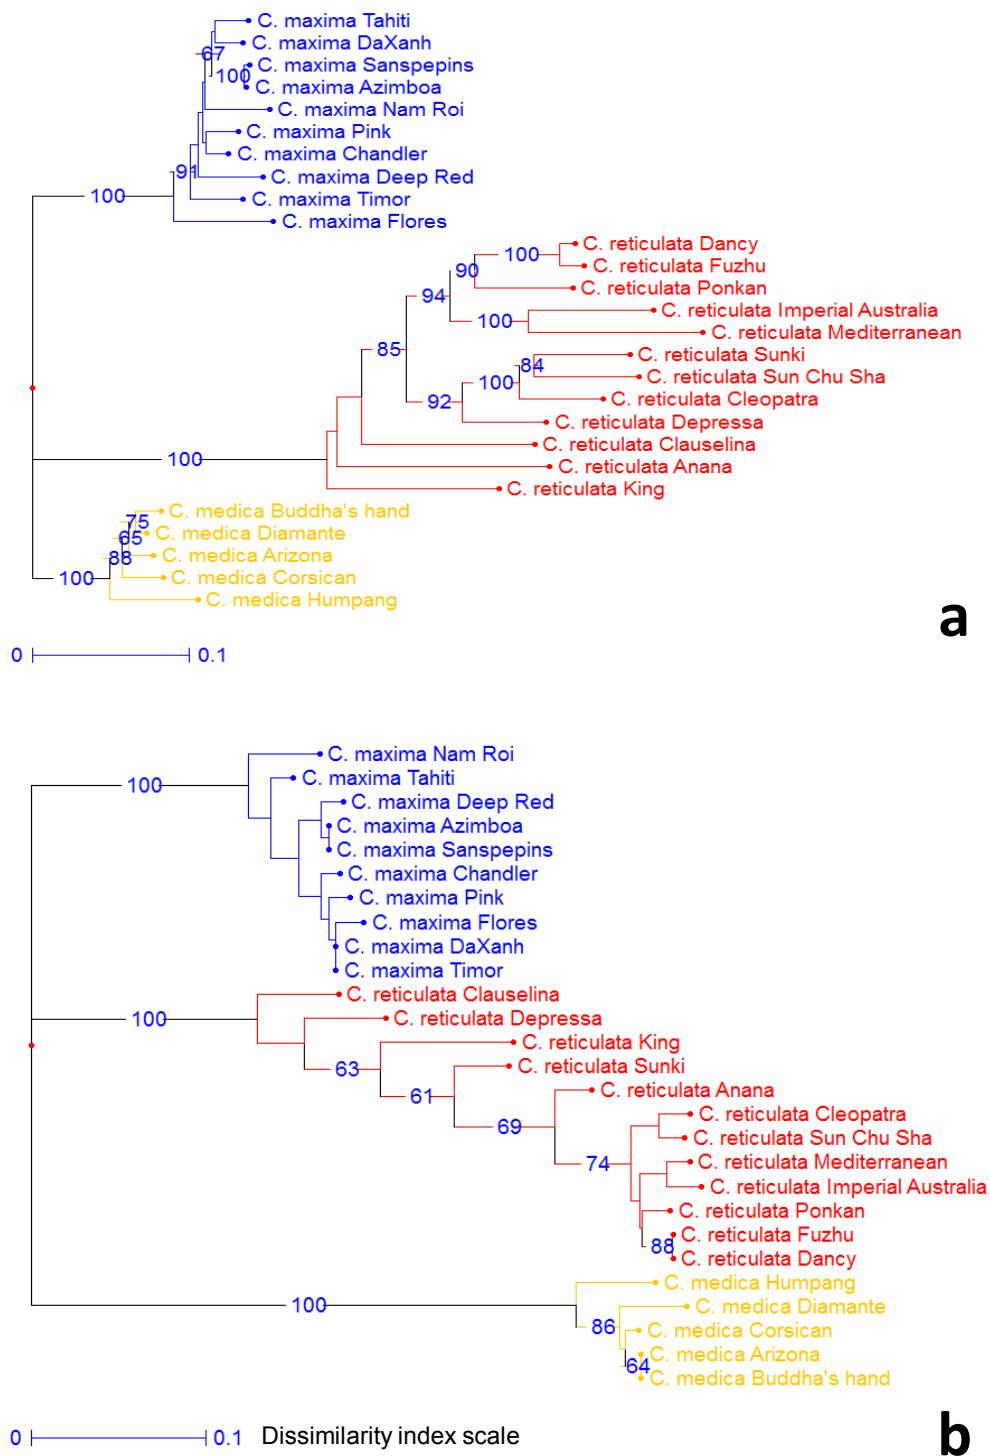 C. maxima Tahiti
C. maxima DaXanh
67
C. maxima Sanspepins
100
C. maxima Azimboa
C. maxima Nam Roi
C. maxima Pink
C. maxima Chandler
91
C. maxima Deep Red
100
C. maxima Timor
C. maxima Flores
C. reticulata Dancy
100
C. reticulata Fuzhu
90
C. reticulata Ponkan
94
C. reticulata Imperial Australia
100
C. reticulata Mediterranean
85
C. reticulata Sunki
84
C. reticulata Sun Chu Sha
100
C. reticulata Cleopatra
92
C. reticulata Depressa
C. reticulata Clauselina
100
C. reticulata Anana
C. reticulata King
C. medica Buddha's hand
75
C. medica Diamante
65
C. medica Arizona
88
C. medica Corsican
100
C. medica Humpang
a
0 0.1
C. maxima Nam Roi
100
C. maxima Tahiti
C. maxima Deep Red
C. maxima Azimboa
C. maxima Sanspepins
C. maxima Chandler
C. maxima Pink
C. maxima Flores
C. maxima DaXanh
C. maxima Timor
C. reticulata Clauselina
100
C. reticulata Depressa
C. reticulata King
63
C. reticulata Sunki
61
C. reticulata Anana
C. reticulata Cleopatra
69
C. reticulata Sun Chu Sha
74
C. reticulata Mediterranean
C. reticulata Imperial Australia
C. reticulata Ponkan
C. reticulata Fuzhu
88
C. reticulata Dancy
C. medica Humpang
100
C. medica Diamante
86
C. medica Corsican
C. medica Arizona
64
C. medica Buddha's hand
0 0.1 Dissimilarity index scale
b